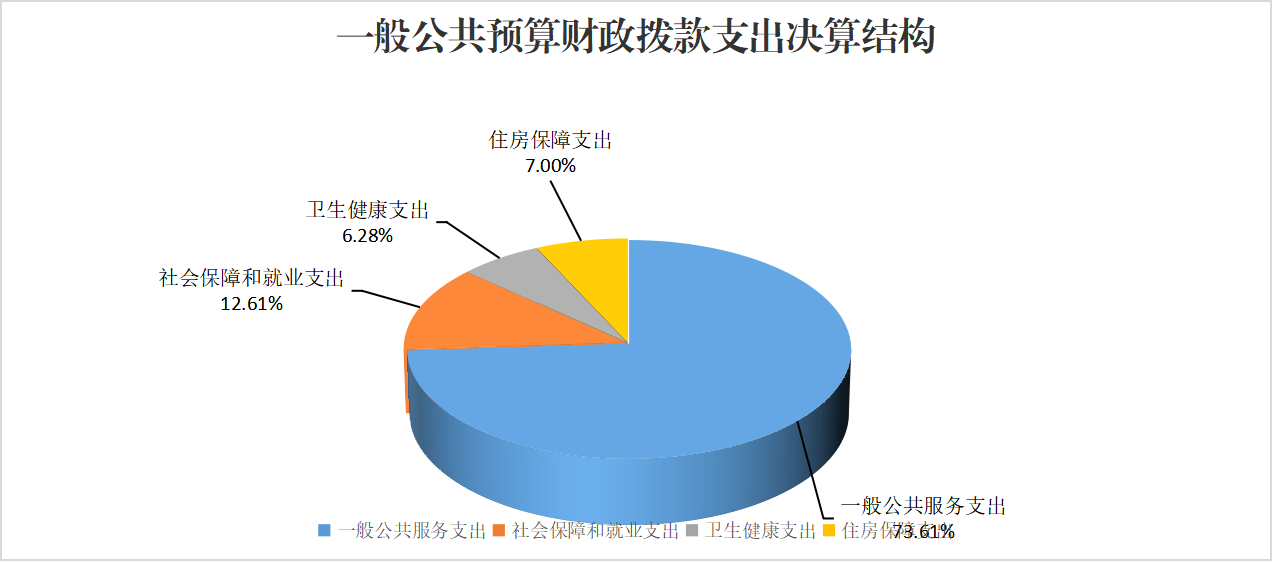 一般公共预算财政拨款支出决算结构
住房保障支出
7.00%
卫生健康支出
6.28%
社会保障和就业支出
12.61%
一般公共服务支出
73.61%
一般公共服务支出 社会保障和就业支出 卫生健康支出 住房保障支出